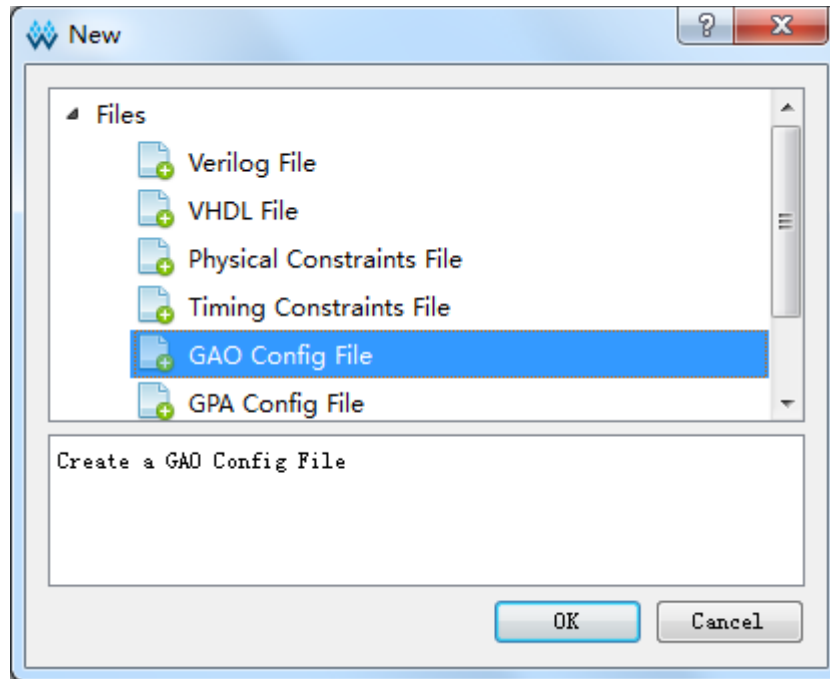 New
Files
Verilog File
VHDL File
Physical Constraints File
Timing Constraints File
GAO Config File
GPA Config File
Create a GAO Config File
OK
Cancel